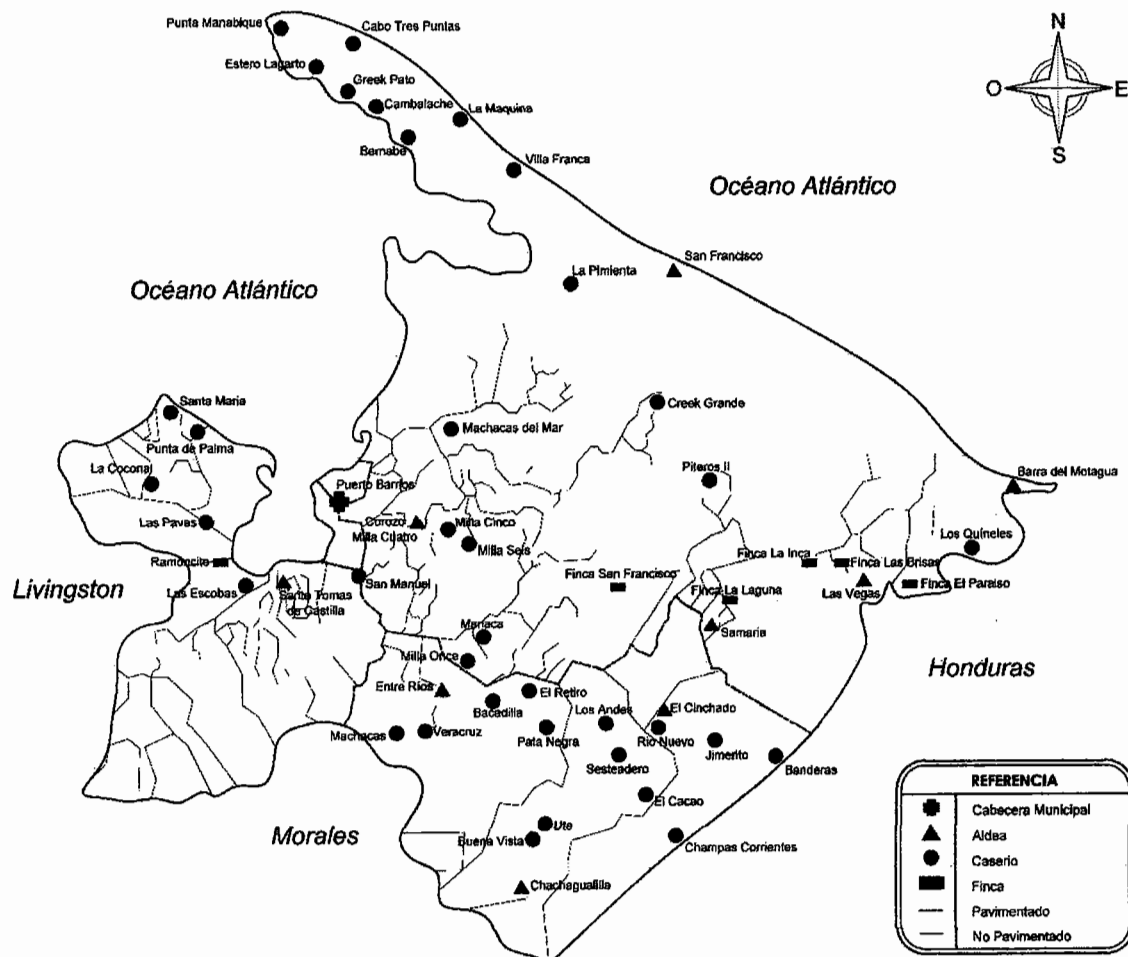 Punta Manabique
Cabo Tres Puntas
Estero Lagarto
Greek Pato
Cambalache
La Maquina
Bernabe
Villa Franca
N
O
E
S
Océano Atlántico
San Francisco
La Pimienta
Océano Atlántico
Santa Maria
Punta de Palma
La Coconal
Las Pavas
Ramoncito
Las Escobas
Livingston
Santo Tomas
de Castilla
Puerto Barrios
Creek Grande
Machacas del Mar
Piteros II
Barra del Motagua
Corozo
Milla Cuatro
Milla Cinco
Milla Seis
Los Quineles
San Manuel
Finca San Francisco
Finca La Inca
Finca Las Brisas
Las Vegas
Finca El Paraiso
Finca La Laguna
Samaria
Manaca
Milla Once
Honduras
Entre Rios
El Retiro
Bacadilla
Los Andes
El Cinchado
Machacas
Veracruz
Pata Negra
Rio Nuevo
Jimerito
Sesteadero
Banderas
El Cacao
Morales
Ute
Buena Vista
Champas Corrientes
Chachagualilla
REFERENCIA
Cabecera Municipal
Aldea
Caserio
Finca
Pavimentado
No Pavimentado